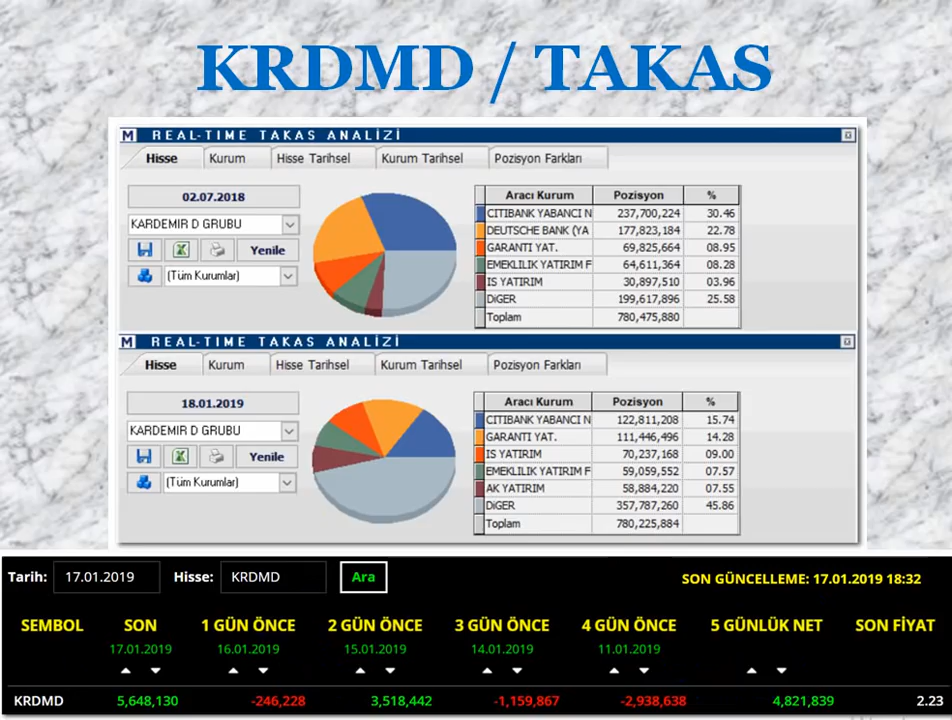 KRDMD / TAKAS
M REAL-TIME TAKAS ANALİZİ
Hisse Kurum Hisse Tarihsel Kurum Tarihsel Pozisyon Farkları
02.07.2018
KARDEMIR D GRUBU
Yenile
(Tüm Kurumlar)
Aracı Kurum Pozisyon %
CITIBANK YABANCI N 237,700,224 30.46
DEUTSCHE BANK (YA 177,823,184 22.78
GARANTI YAT. 69,825,664 08.95
EMEKLILIK YATIRIM F 64,611,364 08.28
IS YATIRIM 30,897,510 03.96
DiGER 199,617,896 25.58
Toplam 780,475,880
M REAL-TIME TAKAS ANALİZİ
Hisse Kurum Hisse Tarihsel Kurum Tarihsel Pozisyon Farkları
18.01.2019
KARDEMIR D GRUBU
Yenile
(Tüm Kurumlar)
Aracı Kurum Pozisyon %
CITIBANK YABANCI N 122,811,208 15.74
GARANTI YAT. 111,446,496 14.28
IS YATIRIM 70,237,168 09.00
EMEKLILIK YATIRIM F 59,059,552 07.57
AK YATIRIM 58,884,220 07.55
DiGER 357,787,260 45.86
Toplam 780,225,884
Tarih: 17.01.2019 Hisse: KRDMD Ara SON GÜNCELLEME: 17.01.2019 18:32
SEMBOL SON 1 GÜN ÖNCE 2 GÜN ÖNCE 3 GÜN ÖNCE 4 GÜN ÖNCE 5 GÜNLÜK NET SON FİYAT
17.01.2019 16.01.2019 15.01.2019 14.01.2019 11.01.2019
KRDMD 5,648,130 -246,228 3,518,442 -1,159,867 -2,938,638 4,821,839 2.23